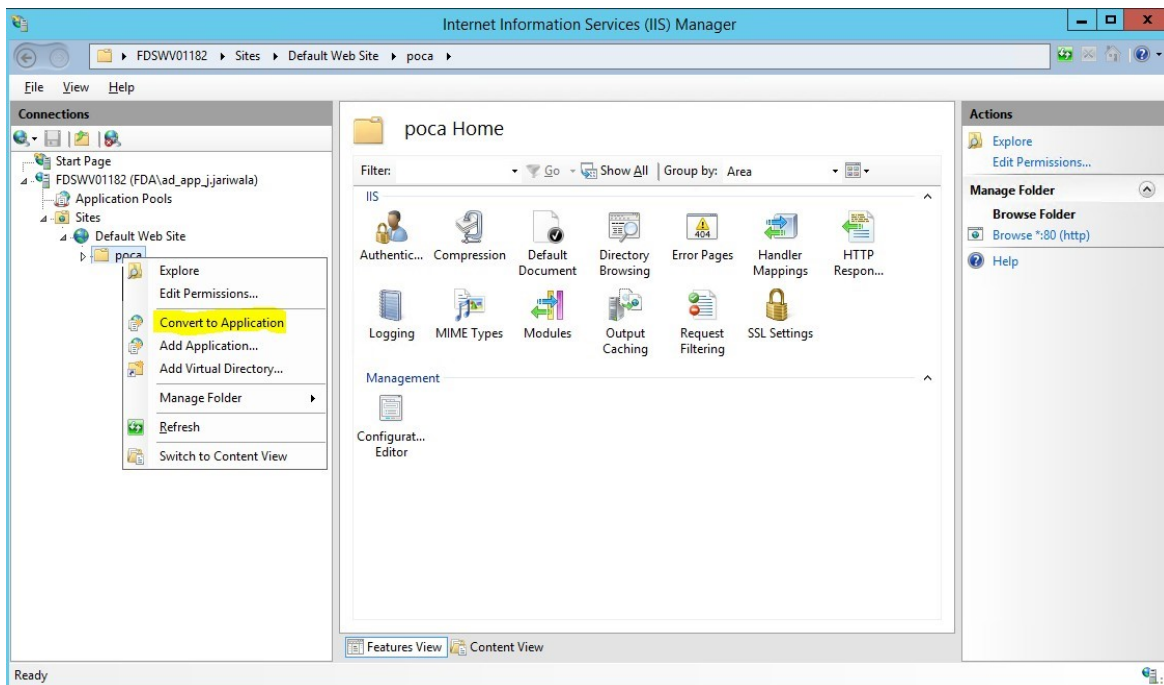 Internet Information Services (IIS) Manager
FDSWV01182 Sites Default Web Site poca
File View Help
Connections
Start Page
FDSWV01182 (FDA\ad_app_j.jariwala)
Application Pools
Sites
Default Web Site
poca
Explore
Edit Permissions...
Convert to Application
Add Application...
Add Virtual Directory...
Manage Folder
Refresh
Switch to Content View
poca Home
Filter: Go Show All Group by: Area
IIS
Authentic... Compression Default Document Directory Browsing Error Pages Handler Mappings HTTP Respon...
Logging MIME Types Modules Output Caching Request Filtering SSL Settings
Management
Configurat... Editor
Features View Content View
Actions
Explore
Edit Permissions...
Manage Folder
Browse Folder
Browse *:80 (http)
Help
Ready